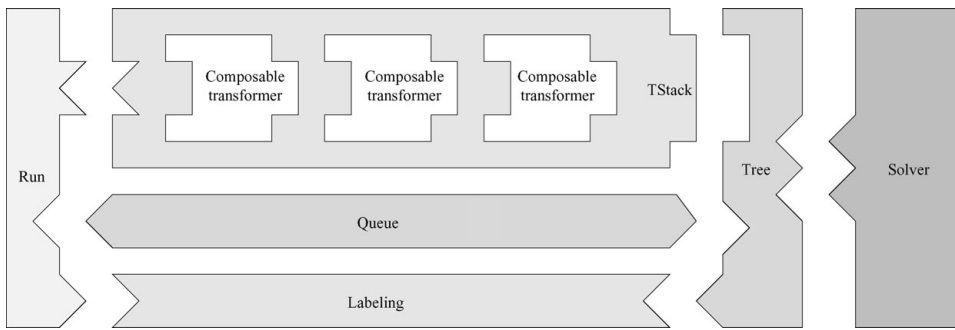 Composable
transformer
Composable
transformer
Composable
transformer
TStack
Run
Tree
Solver
Queue
Labeling